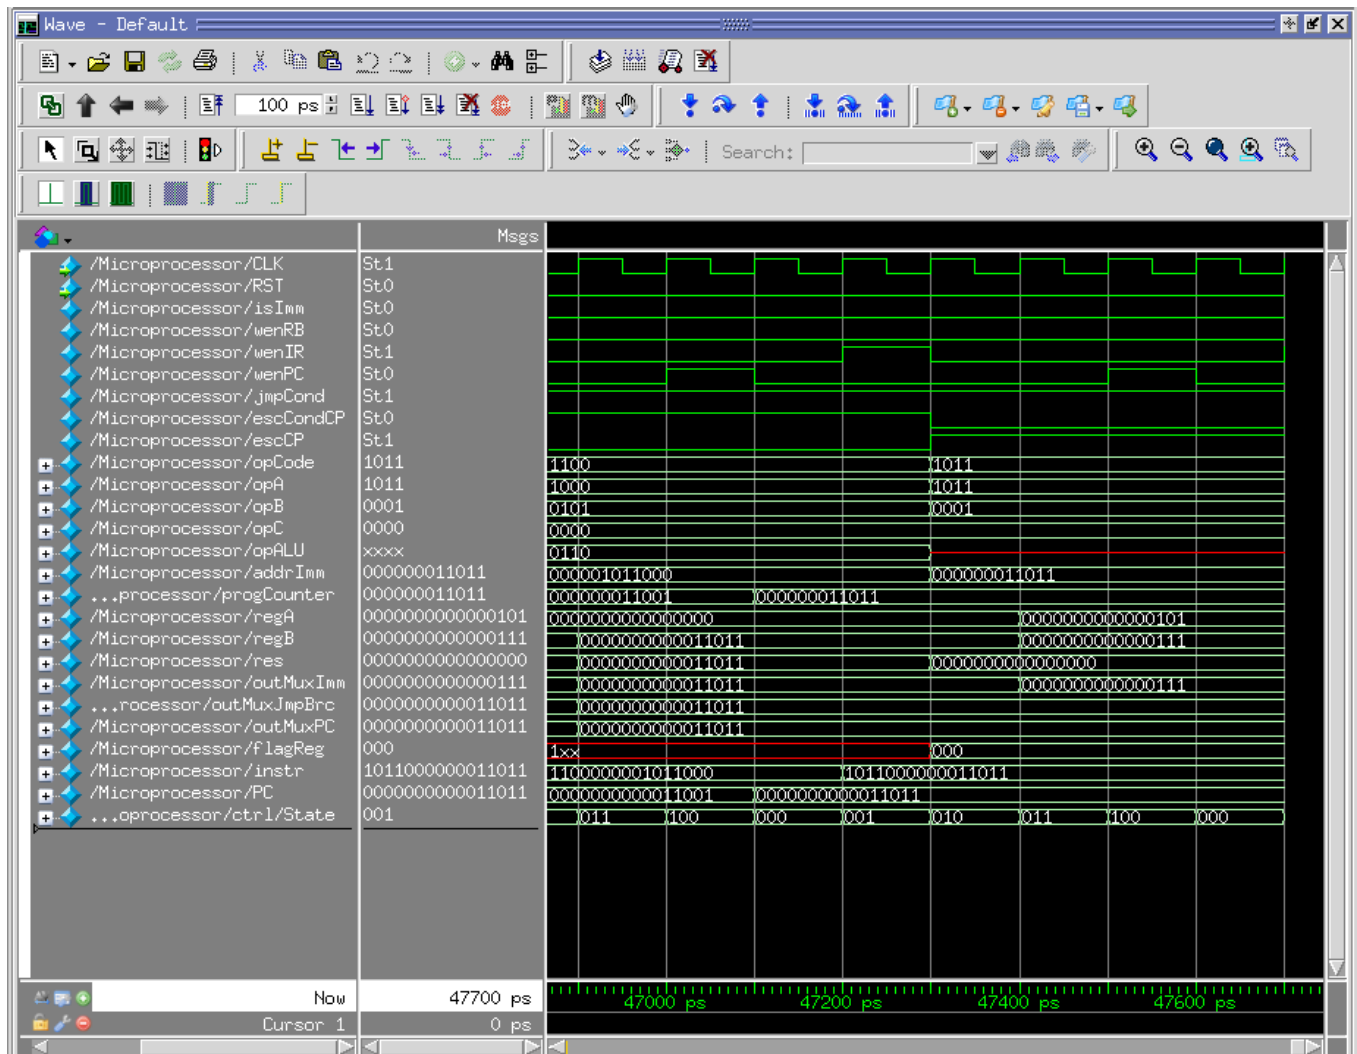 Wave - Default
100 ps
Search:
Msgs
/Microprocessor/CLK St1
/Microprocessor/RST St0
/Microprocessor/isImm St0
/Microprocessor/wenRB St0
/Microprocessor/wenIR St1
/Microprocessor/wenPC St0
/Microprocessor/jmpCond St1
/Microprocessor/escCondCP St0
/Microprocessor/escCP St1
/Microprocessor/opCode 1011 1100 1011
/Microprocessor/opA 1011 1000 1011
/Microprocessor/opB 0001 0101 0001
/Microprocessor/opC 0000 0000
/Microprocessor/opALU xxxx 0110
/Microprocessor/addrImm 000000011011 000001011000 000000011011
...processor/progCounter 000000011011 000000011001 000000011011
/Microprocessor/regA 0000000000000101 0000000000000000 0000000000000101
/Microprocessor/regB 0000000000000111 0000000000011011 0000000000000111
/Microprocessor/res 0000000000000000 0000000000011011 0000000000000000
/Microprocessor/outMuxImm 0000000000000111 0000000000011011 0000000000000111
...rocessor/outMuxJmpBrc 0000000000011011 0000000000011011
/Microprocessor/outMuxPC 0000000000011011 0000000000011011
/Microprocessor/flagReg 000 1xx 000
/Microprocessor/instr 1011000000011011 1100000001011000 1011000000011011
/Microprocessor/PC 0000000000011011 0000000000011001 0000000000011011
...oprocessor/ctrl/State 001 011 100 000 001 010 011 100 000
Now 47700 ps 47000 ps 47200 ps 47400 ps 47600 ps
Cursor 1 0 ps